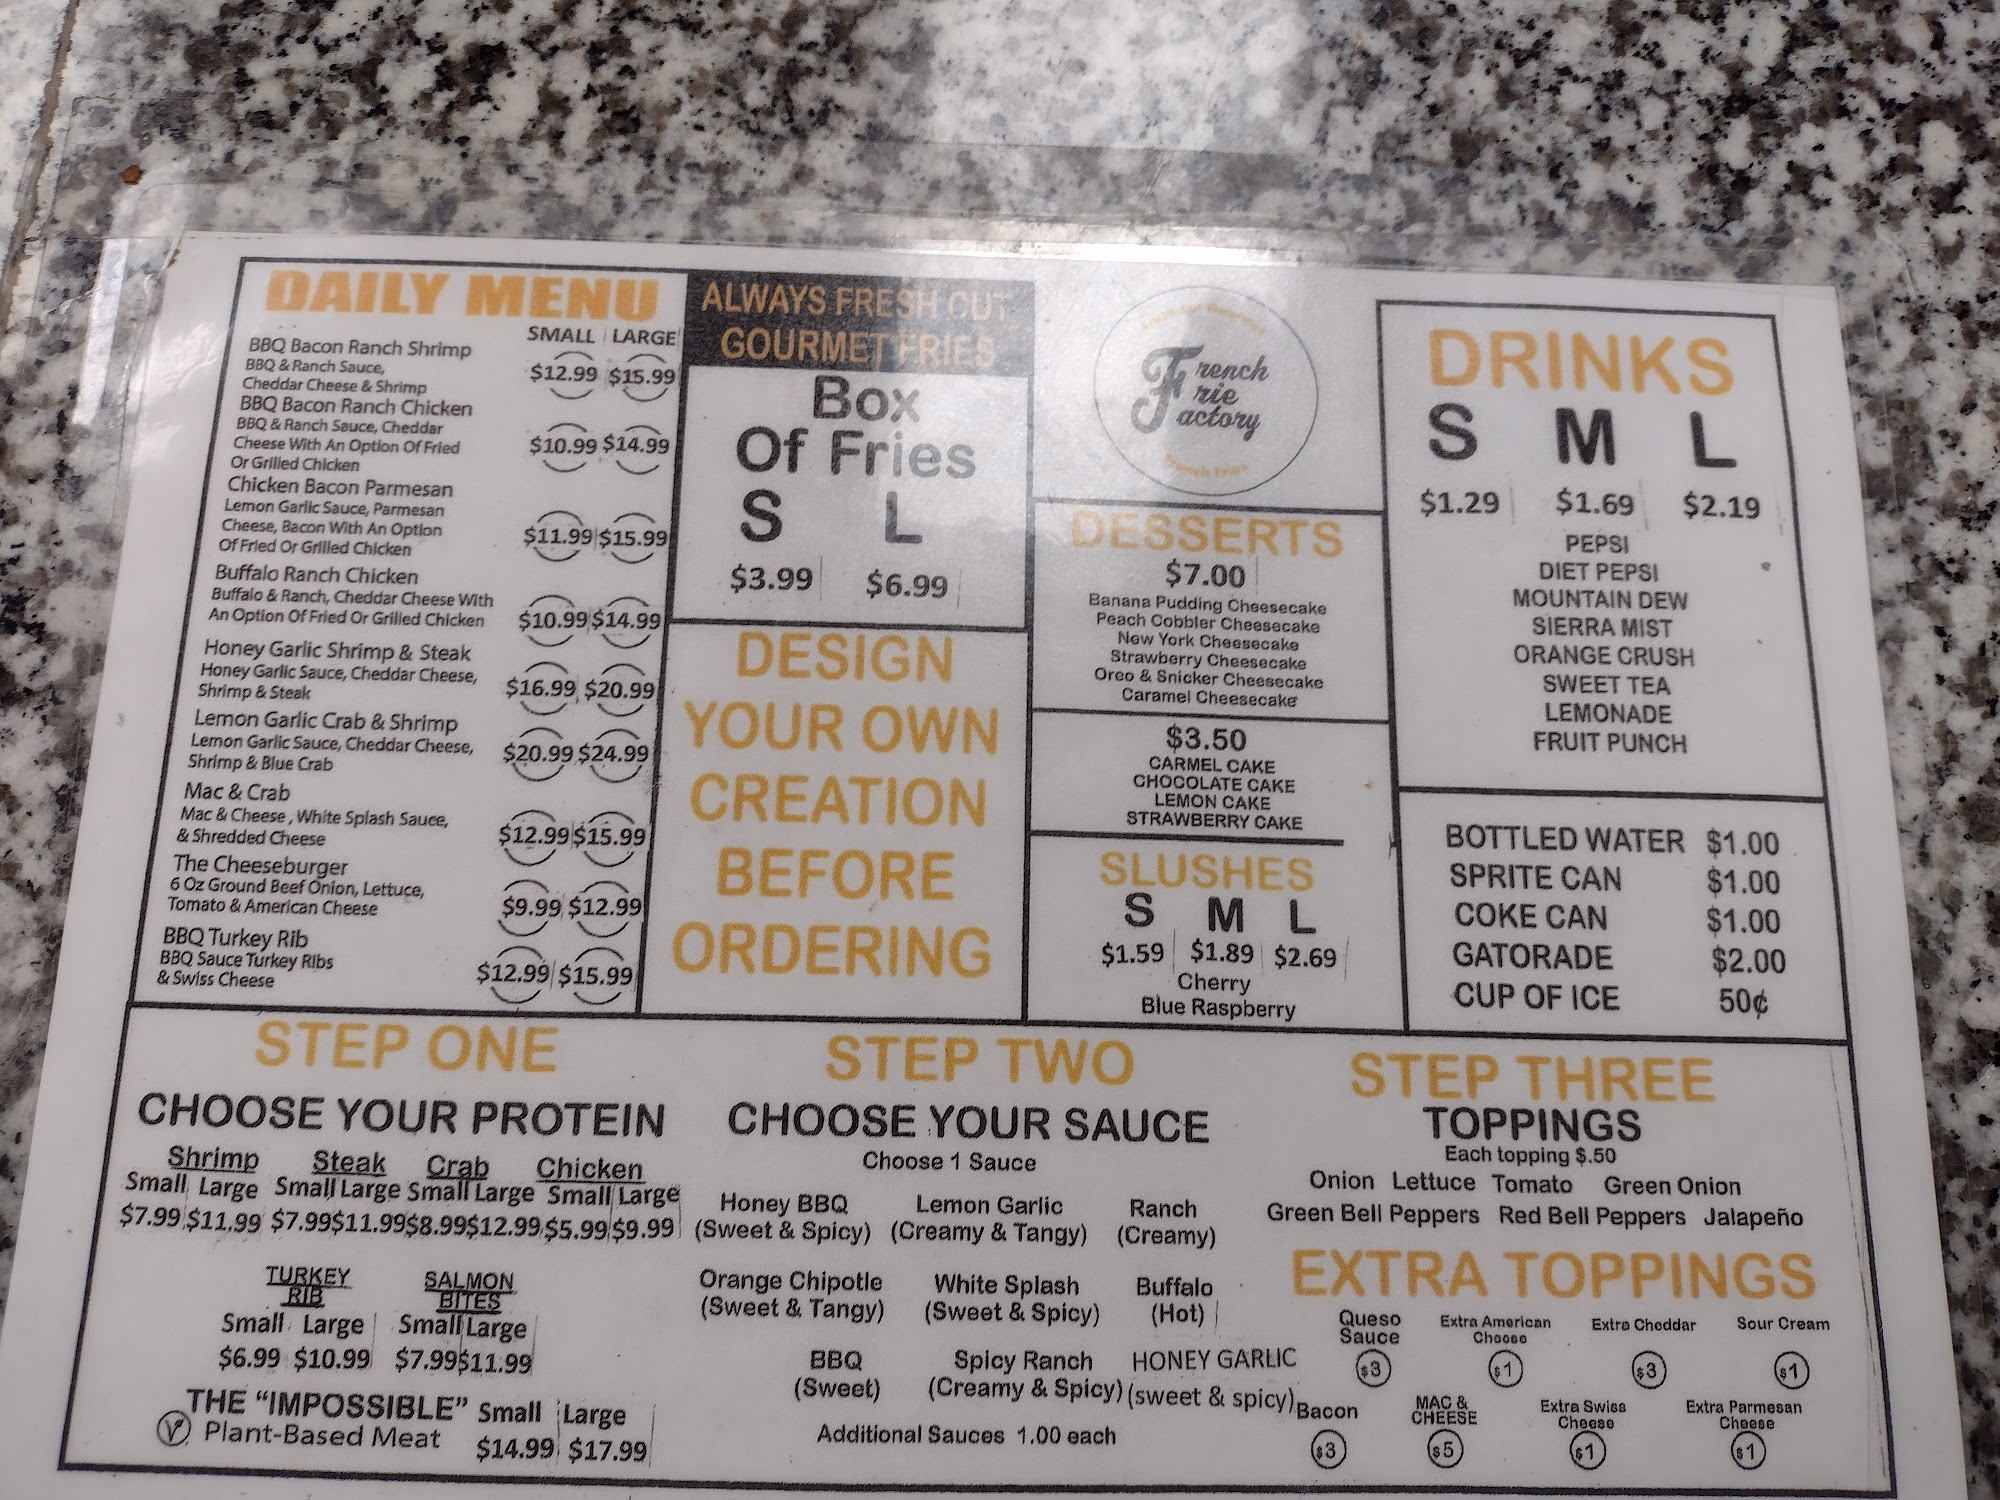 DAILY MENU
SMALL LARGE
BBQ Bacon Ranch Shrimp
BBQ & Ranch Sauce,
Cheddar Cheese & Shrimp
$12.99 $15.99
BBQ Bacon Ranch Chicken
BBQ & Ranch Sauce, Cheddar
Cheese With An Option Of Fried
Or Grilled Chicken
$10.99 $14.99
Chicken Bacon Parmesan
Lemon Garlic Sauce, Parmesan
Cheese, Bacon With An Option
Of Fried Or Grilled Chicken
$11.99 $15.99
Buffalo Ranch Chicken
Buffalo & Ranch, Cheddar Cheese With
An Option Of Fried Or Grilled Chicken
$10.99 $14.99
Honey Garlic Shrimp & Steak
Honey Garlic Sauce, Cheddar Cheese,
Shrimp & Steak
$16.99 $20.99
Lemon Garlic Crab & Shrimp
Lemon Garlic Sauce, Cheddar Cheese,
Shrimp & Blue Crab
$20.99 $24.99
Mac & Crab
Mac & Cheese , White Splash Sauce,
& Shredded Cheese
$12.99 $15.99
The Cheeseburger
6 Oz Ground Beef Onion, Lettuce,
Tomato & American Cheese
$9.99 $12.99
BBQ Turkey Rib
BBQ Sauce Turkey Ribs
& Swiss Cheese
$12.99 $15.99
ALWAYS FRESH CUT
GOURMET FRIES
Box
Of Fries
S L
$3.99 $6.99
DESIGN
YOUR OWN
CREATION
BEFORE
ORDERING
French
Frie
Factory
DESSERTS
$7.00
Banana Pudding Cheesecake
Peach Cobbler Cheesecake
New York Cheesecake
Strawberry Cheesecake
Oreo & Snicker Cheesecake
Caramel Cheesecake
$3.50
CARMEL CAKE
CHOCOLATE CAKE
LEMON CAKE
STRAWBERRY CAKE
SLUSHES
S M L
$1.59 $1.89 $2.69
Cherry
Blue Raspberry
DRINKS
S M L
$1.29 $1.69 $2.19
PEPSI
DIET PEPSI
MOUNTAIN DEW
SIERRA MIST
ORANGE CRUSH
SWEET TEA
LEMONADE
FRUIT PUNCH
BOTTLED WATER $1.00
SPRITE CAN $1.00
COKE CAN $1.00
GATORADE $2.00
CUP OF ICE 50¢
STEP ONE
CHOOSE YOUR PROTEIN
Shrimp Steak Crab Chicken
Small Large Small Large Small Large Small Large
$7.99 $11.99 $7.99 $11.99 $8.99 $12.99 $5.99 $9.99
TURKEY
RIB
Small Large
$6.99 $10.99
SALMON
BITES
Small Large
$7.99 $11.99
THE “IMPOSSIBLE” Small Large
V Plant-Based Meat $14.99 $17.99
STEP TWO
CHOOSE YOUR SAUCE
Choose 1 Sauce
Honey BBQ Lemon Garlic Ranch
(Sweet & Spicy) (Creamy & Tangy) (Creamy)
Orange Chipotle White Splash Buffalo
(Sweet & Tangy) (Sweet & Spicy) (Hot)
BBQ Spicy Ranch HONEY GARLIC
(Sweet) (Creamy & Spicy) (sweet & spicy)
Additional Sauces 1.00 each
STEP THREE
TOPPINGS
Each topping $.50
Onion Lettuce Tomato Green Onion
Green Bell Peppers Red Bell Peppers Jalapeño
EXTRA TOPPINGS
Queso
Sauce
$3
Extra American
Cheese
$1
Extra Cheddar
$3
Sour Cream
$1
Bacon
$3
MAC &
CHEESE
$5
Extra Swiss
Cheese
$1
Extra Parmesan
Cheese
$1